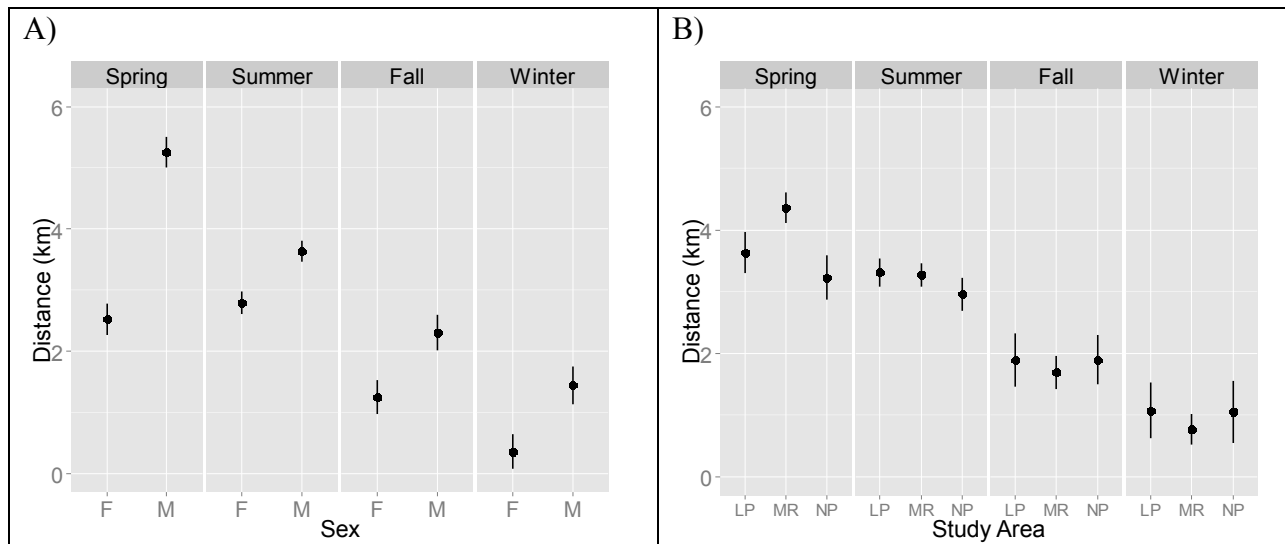 A)
Spring Summer Fall Winter
6
4
2
0
Distance (km)
F M F M F M F M
Sex
B)
Spring Summer Fall Winter
6
4
2
0
Distance (km)
LP MR NP LP MR NP LP MR NP LP MR NP
Study Area